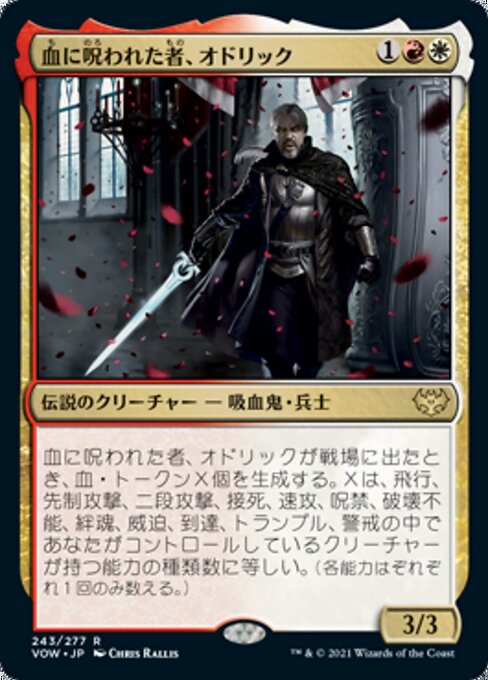 血に呪われた者、オドリック 1
伝説のクリーチャー — 吸血鬼・兵士
血に呪われた者、オドリックが戦場に出たと
き、血・トークンX個を生成する。Xは、飛行、
先制攻撃、二段攻撃、接死、速攻、呪禁、破壊不
能、絆魂、威迫、到達、トランプル、警戒の中で
あなたがコントロールしているクリーチャー
が持つ能力の種類数に等しい。（各能力はぞれぞ
れ１回のみ数える。）
3/3
243/277 R
VOW • JP Chris Rallis
™ & © 2021 Wizards of the Coast